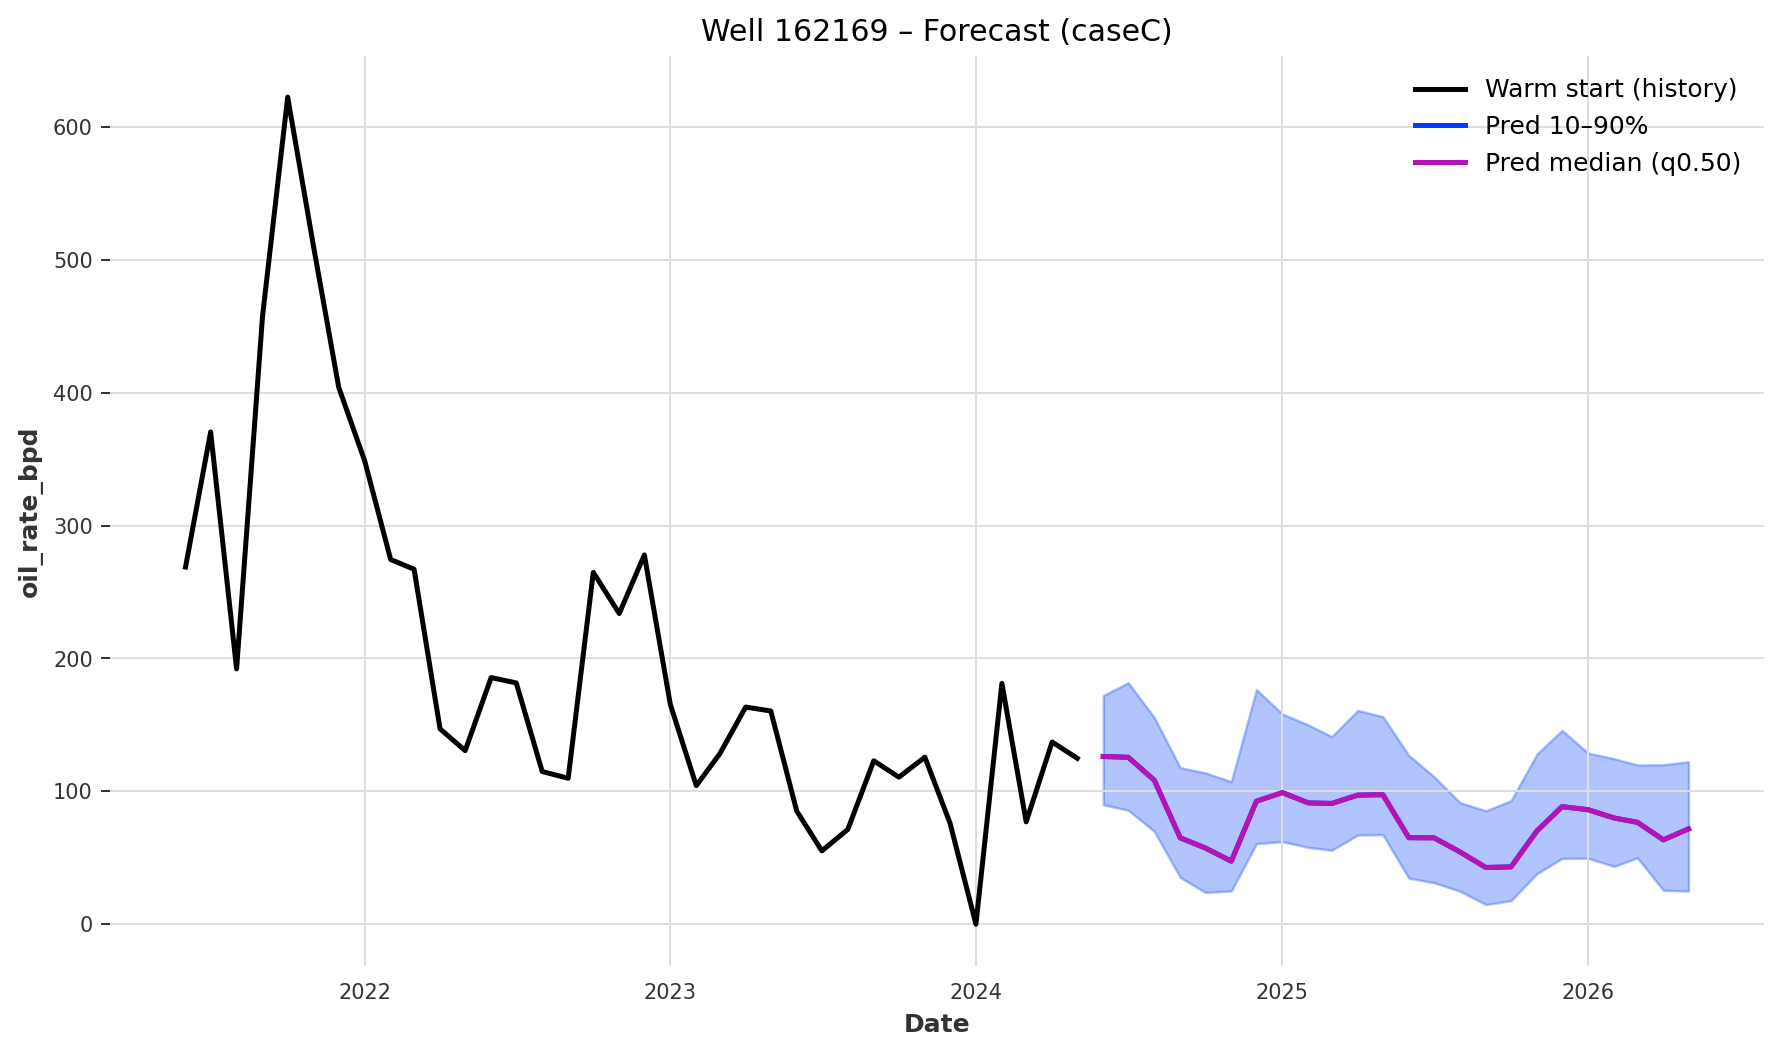 Well 162169 – Forecast (caseC)
Warm start (history)
Pred 10–90%
Pred median (q0.50)
oil_rate_bpd
600
500
400
300
200
100
0
2022 2023 2024 2025 2026
Date